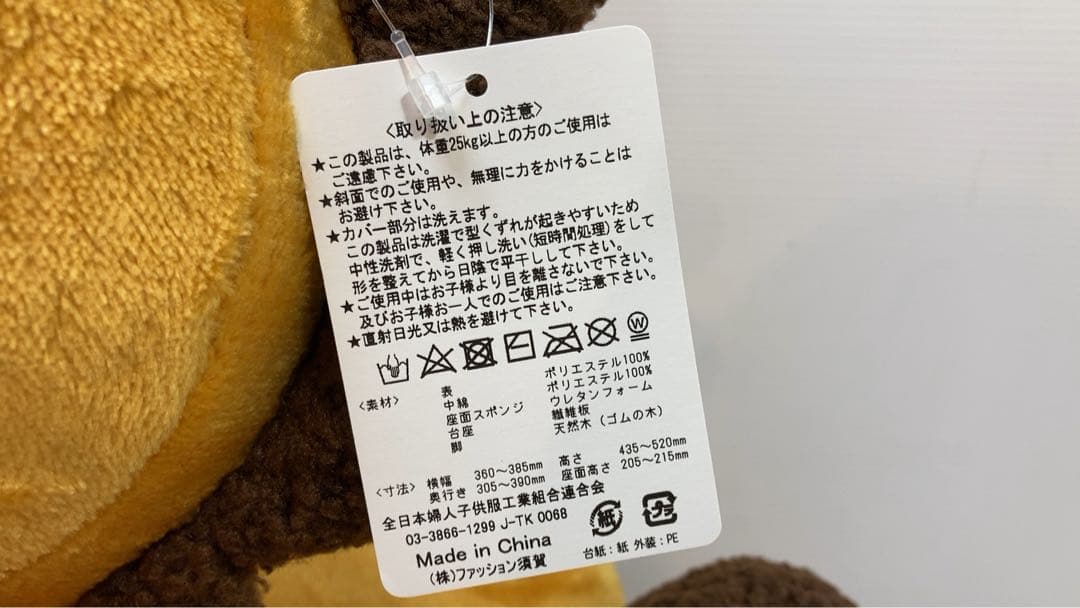 〈取り扱い上の注意〉
★この製品は、体重25kg以上の方のご使用は
ご遠慮下さい。
★斜面でのご使用や、無理に力をかけることは
お避け下さい。
★カバー部分は洗えます。
この製品は洗濯で型くずれが起きやすいため
中性洗剤で、軽く押し洗い(短時間処理)をして
形を整えてから日陰で平干しして下さい。
★ご使用中はお子様より目を離さないで下さい。
及びお子様お一人でのご使用はご注意下さい。
★直射日光又は熱を避けて下さい。
W
〈素材〉 表 ポリエステル100%
中綿 ポリエステル100%
座面スポンジ ウレタンフォーム
台座 繊維板
脚 天然木（ゴムの木）
〈寸法〉 横幅 360～385mm 高さ 435～520mm
奥行き 305～390mm 座面高さ 205～215mm
全日本婦人子供服工業組合連合会
03-3866-1299 J-TK 0068
紙 プラ
Made in China
台紙：紙 外装：PE
(株)ファッション須賀